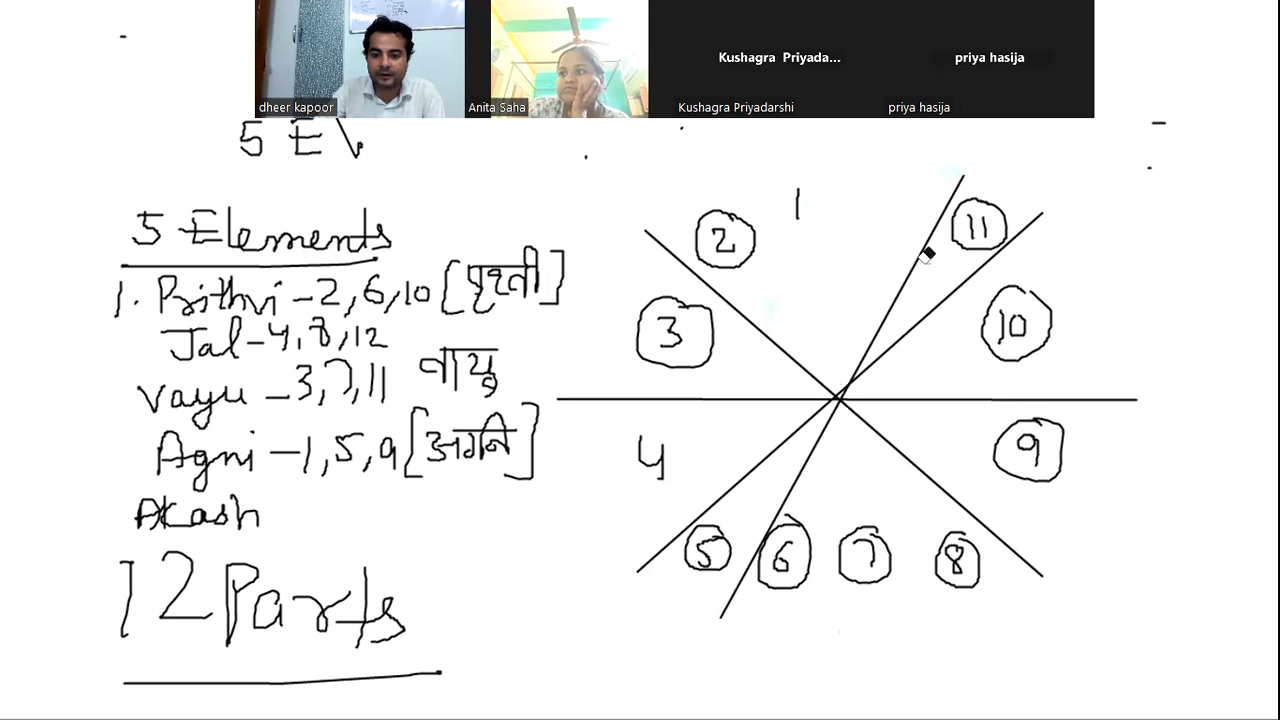 Kushagra Priyada...
priya hasija
dheer kapoor
Anita Saha
Kushagra Priyadarshi
priya hasija
5 El
5 Elements
1. Prithvi - 2, 6, 10 [पृथ्वी]
Jal - 4, 8, 12
Vayu - 3, 7, 11 वायु
Agni - 1, 5, 9 [अग्नि]
Akash
12 Parts
1
2
11
3
10
4
9
5
6
7
8